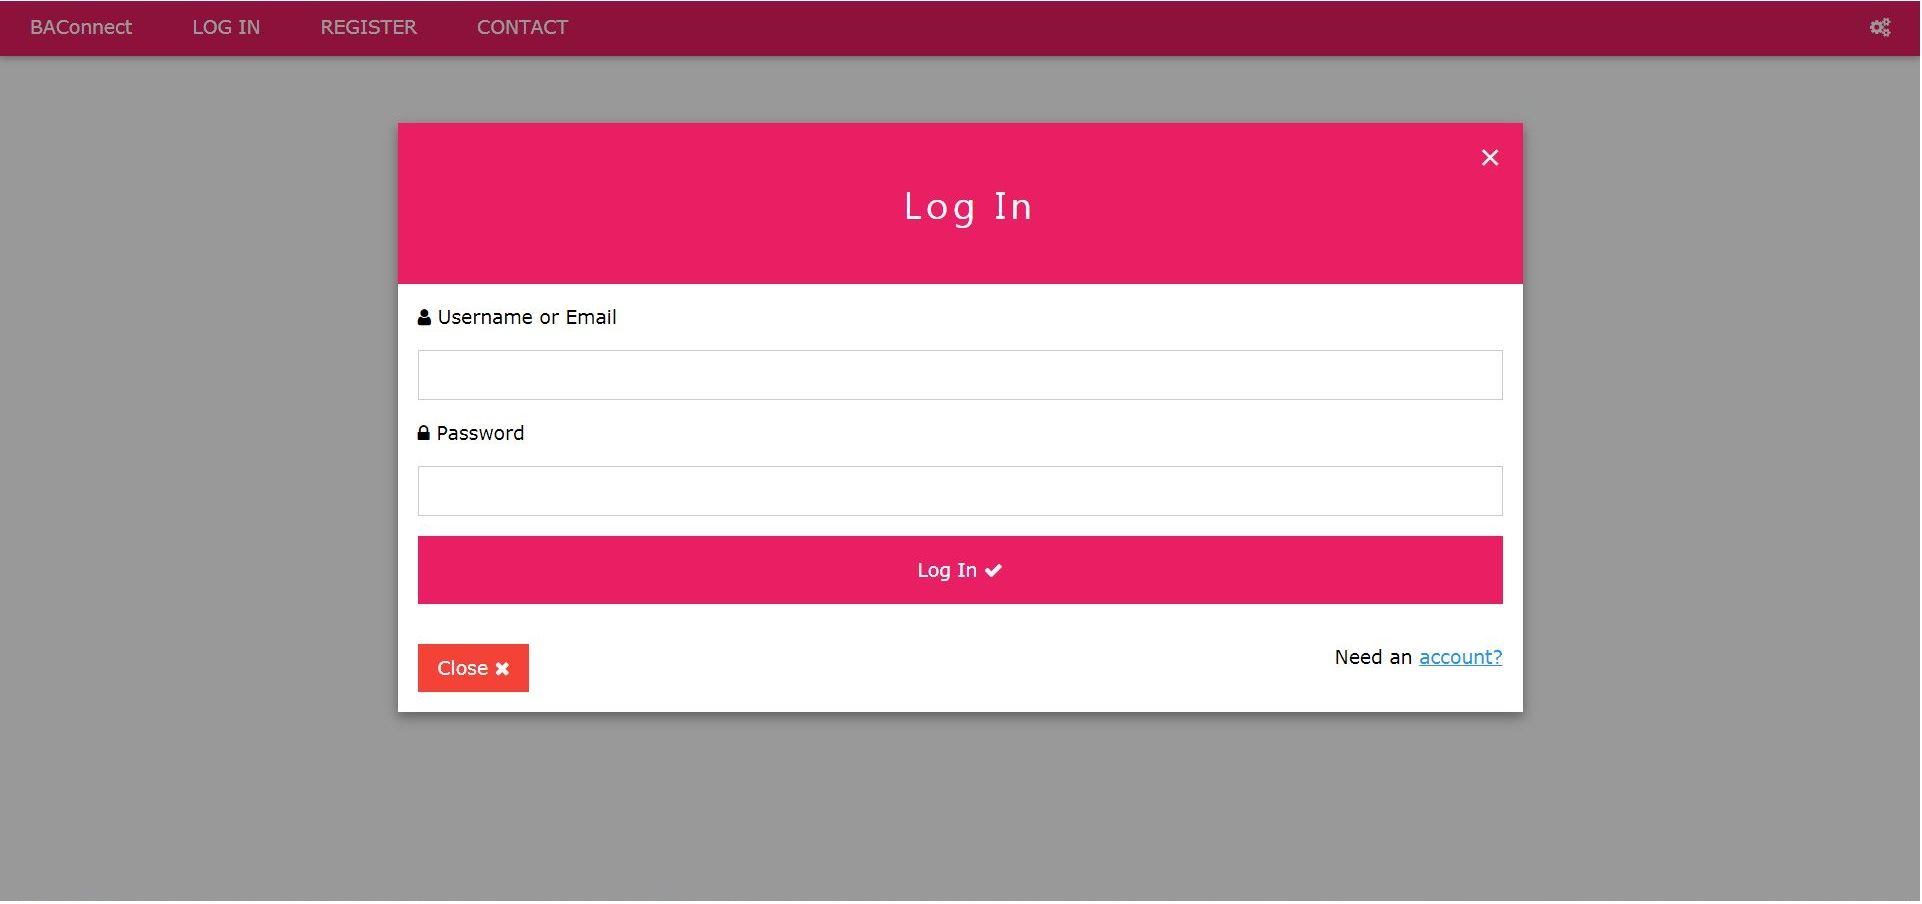 BAConnect LOG IN REGISTER CONTACT
Log In
Username or Email
Password
Log In
Close
Need an account?